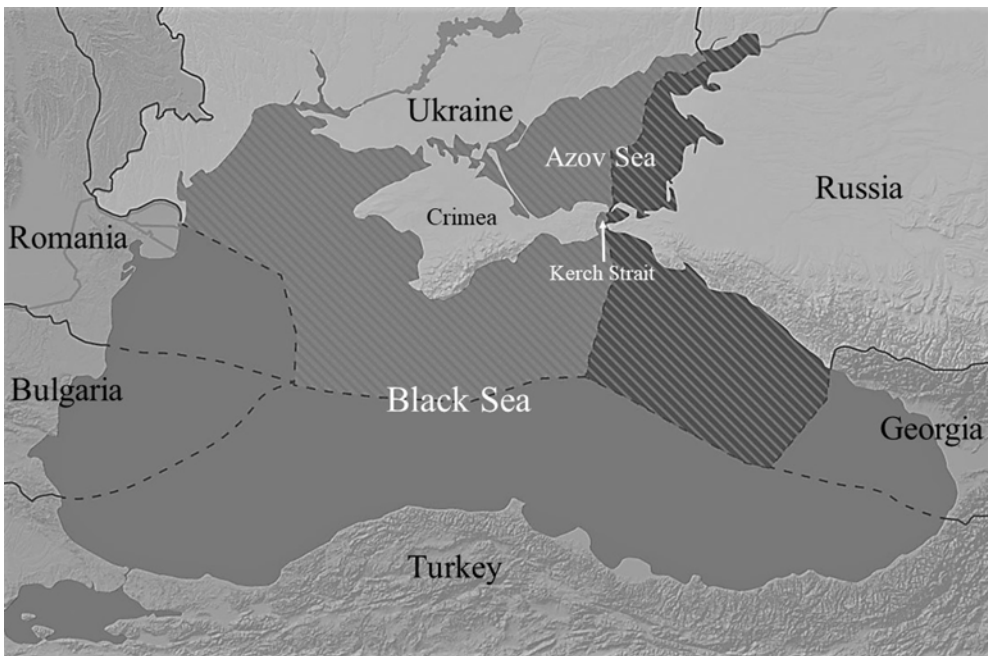 Ukraine
Azov Sea
Russia
Crimea
Romania
Kerch Strait
Bulgaria
Black Sea
Georgia
Turkey